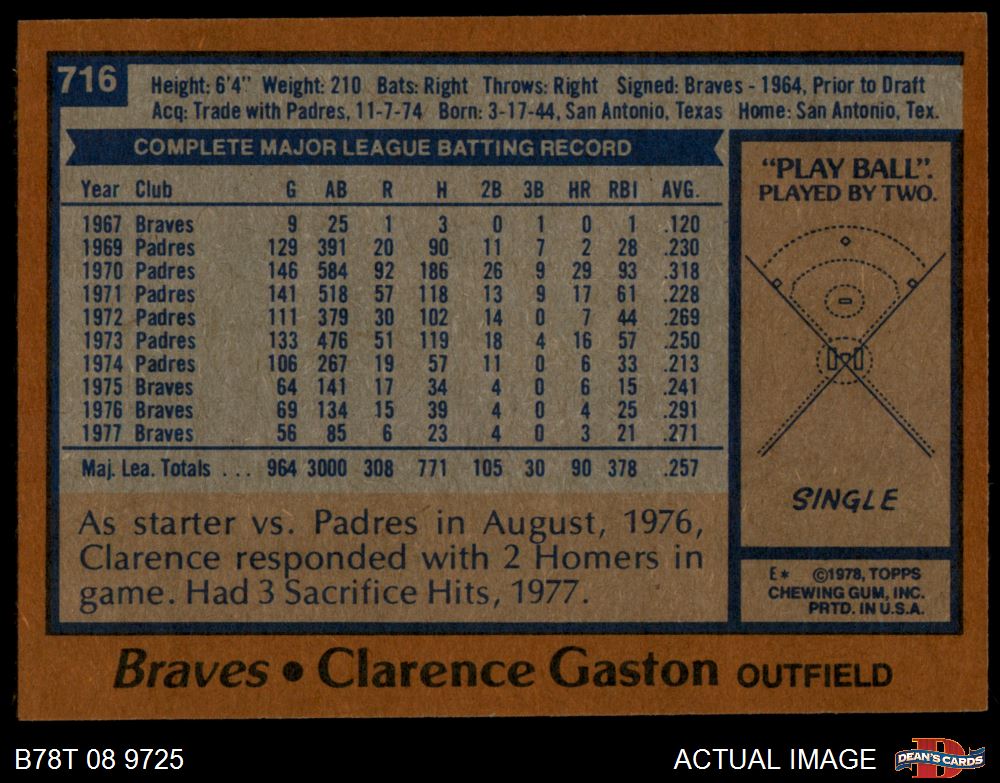 716
Height: 6'4" Weight: 210 Bats: Right Throws: Right Signed: Braves - 1964, Prior to Draft
Acq: Trade with Padres, 11-7-74 Born: 3-17-44, San Antonio, Texas Home: San Antonio, Tex.
COMPLETE MAJOR LEAGUE BATTING RECORD
Year Club G AB R H 2B 3B HR RBI AVG.
1967 Braves 9 25 1 3 0 1 0 1 .120
1969 Padres 129 391 20 90 11 7 2 28 .230
1970 Padres 146 584 92 186 26 9 29 93 .318
1971 Padres 141 518 57 118 13 9 17 61 .228
1972 Padres 111 379 30 102 14 0 7 44 .269
1973 Padres 133 476 51 119 18 4 16 57 .250
1974 Padres 106 267 19 57 11 0 6 33 .213
1975 Braves 64 141 17 34 4 0 6 15 .241
1976 Braves 69 134 15 39 4 0 4 25 .291
1977 Braves 56 85 6 23 4 0 3 21 .271
Maj. Lea. Totals . . . 964 3000 308 771 105 30 90 378 .257
As starter vs. Padres in August, 1976,
Clarence responded with 2 Homers in
game. Had 3 Sacrifice Hits, 1977.
"PLAY BALL".
PLAYED BY TWO.
SINGLE
E* ©1978, TOPPS
CHEWING GUM, INC.
PRTD. IN U.S.A.
Braves • Clarence Gaston OUTFIELD
B78T 08 9725
ACTUAL IMAGE
D
DEAN'S CARDS